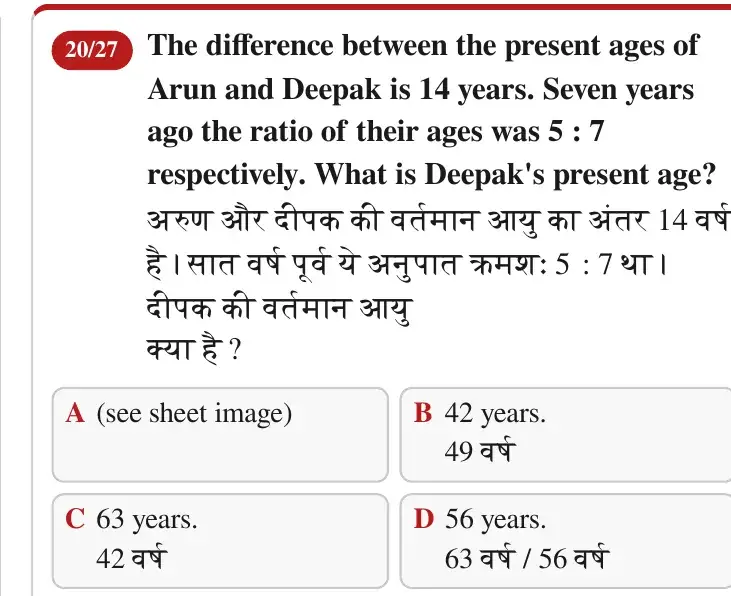 20/27 The difference between the present ages of
Arun and Deepak is 14 years. Seven years
ago the ratio of their ages was 5 : 7
respectively. What is Deepak's present age?
अरुण और दीपक की वर्तमान आयु का अंतर 14 वर्ष
है। सात वर्ष पूर्व ये अनुपात क्रमशः 5 : 7 था।
दीपक की वर्तमान आयु
क्या है ?
A (see sheet image)
B 42 years.
49 वर्ष
C 63 years.
42 वर्ष
D 56 years.
63 वर्ष / 56 वर्ष